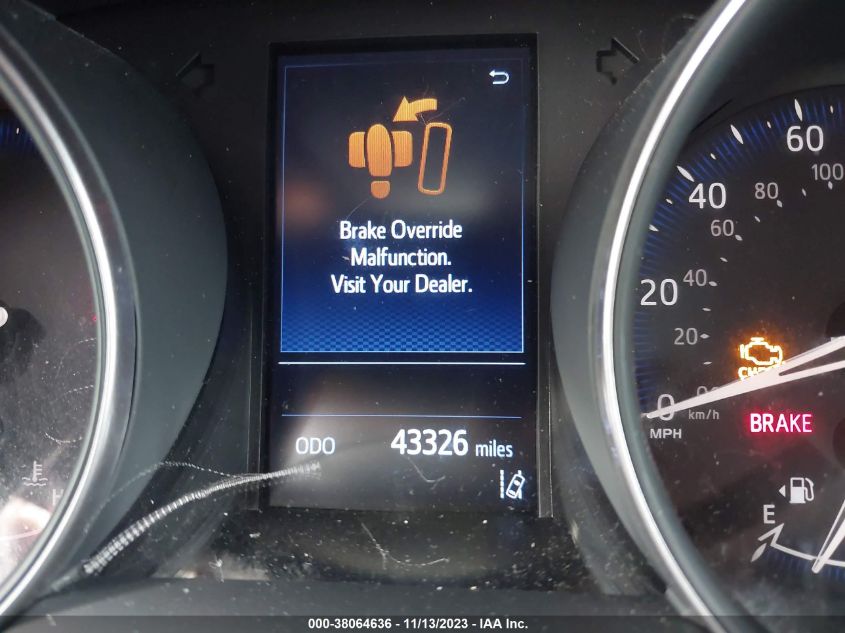 Brake Override
Malfunction.
Visit Your Dealer.
ODO 43326 miles
60
100
40
80
60
20
40
20
0
km/h
MPH
BRAKE
E
H
000-38064636 - 11/13/2023 - IAA Inc.